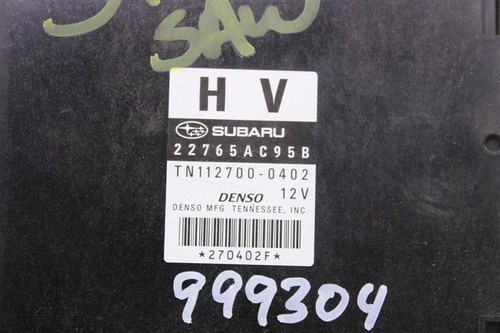 SAW
H V
SUBARU
22765AC95B
TN112700-0402
DENSO 12V
DENSO MFG. TENNESSEE, INC
*270402F*
999304